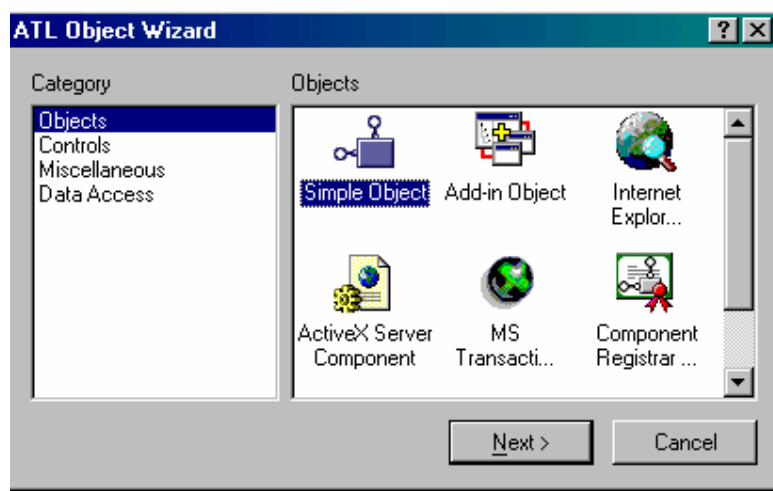 ATL Object Wizard
Category
Objects
Objects
Controls
Miscellaneous
Data Access
Simple Object
Add-in Object
Internet
Explor...
ActiveX Server
Component
MS
Transacti...
Component
Registrar ...
Next >
Cancel